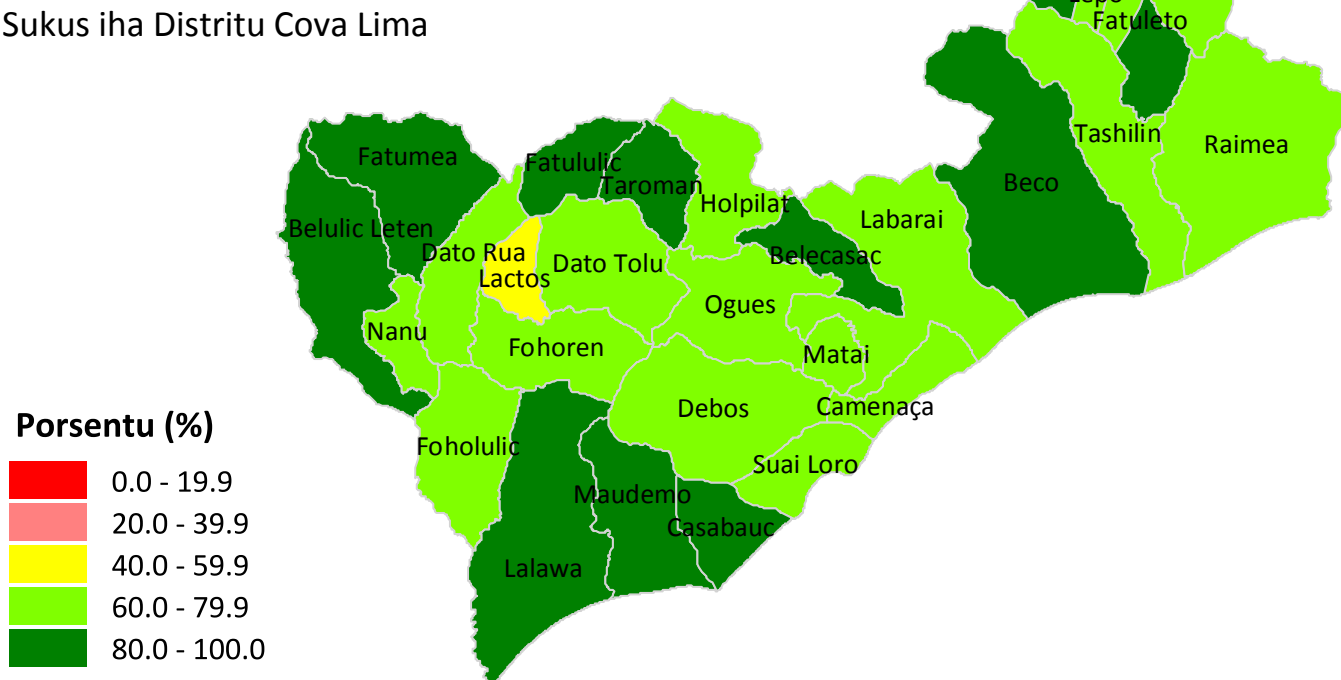 Sukus iha Distritu Cova Lima
Lepo
Fatuleto
Tashilin
Raimea
Fatumea
Fatululic
Taroman
Beco
Holpilat
Labarai
Belulic Leten
Dato Rua
Belecasac
Lactos
Dato Tolu
Ogues
Nanu
Fohoren
Matai
Debos
Camenaça
Porsentu (%)
Foholulic
Suai Loro
0.0 - 19.9
Maudemo
20.0 - 39.9
Casabauc
40.0 - 59.9
Lalawa
60.0 - 79.9
80.0 - 100.0